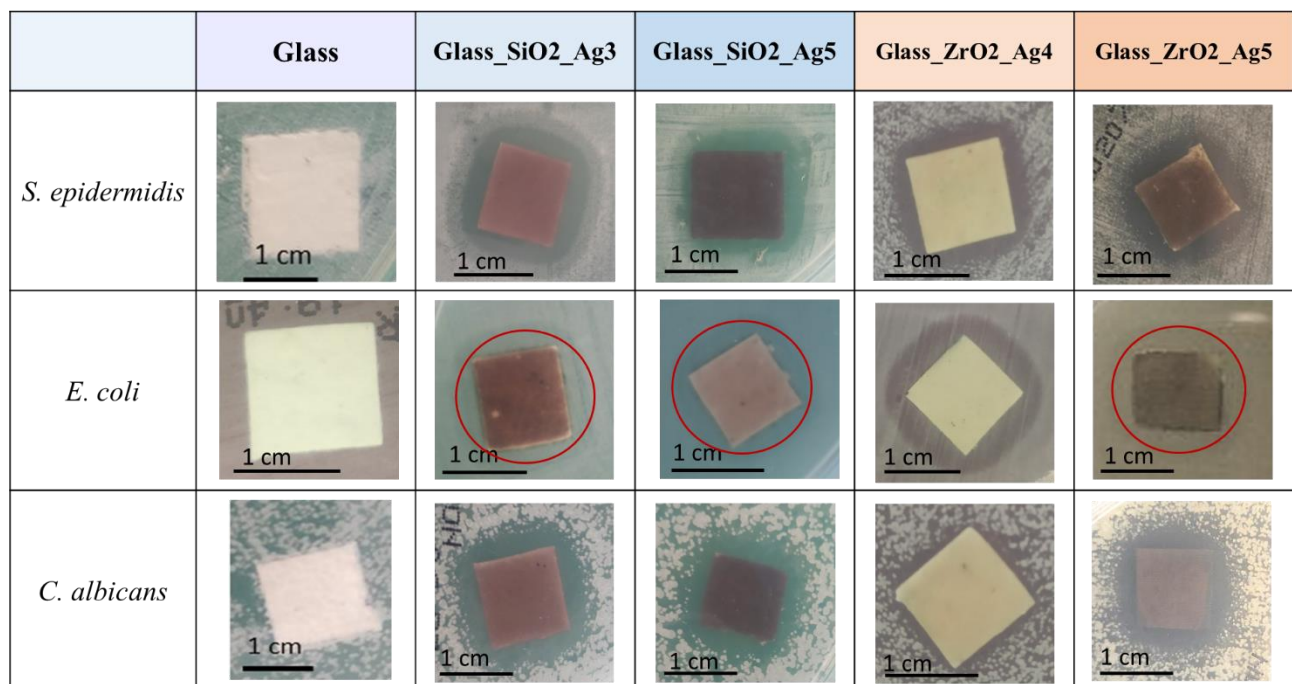 Glass
Glass_SiO2_Ag3
Glass_SiO2_Ag5
Glass_ZrO2_Ag4
Glass_ZrO2_Ag5
S. epidermidis
1 cm
1 cm
1 cm
1 cm
1 cm
E. coli
1 cm
1 cm
1 cm
1 cm
1 cm
C. albicans
1 cm
1 cm
1 cm
1 cm
1 cm